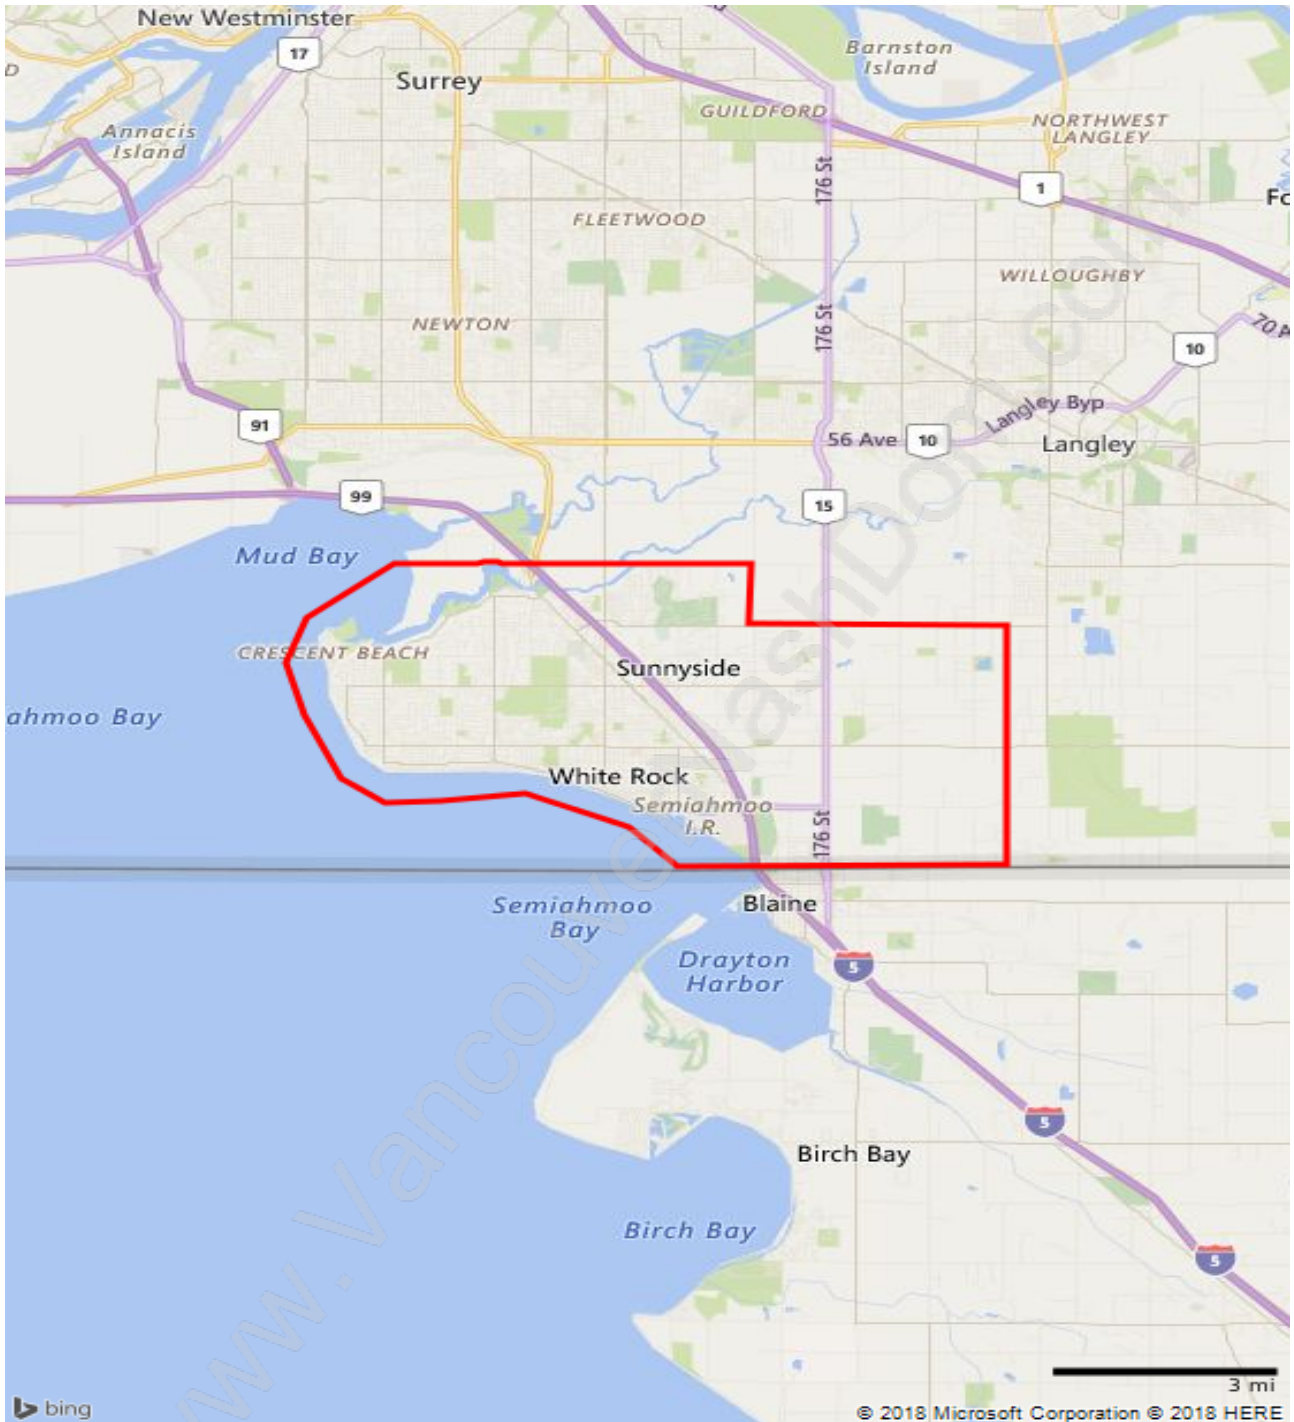 New Westminster
17
Surrey
Barnston
Island
D
GUILDFORD
NORTHWEST
LANGLEY
Annacis
Island
176 St
1
FLEETWOOD
WILLOUGHBY
176 St
NEWTON
70 A
10
Langley Byp
91
56 Ave
10
Langley
99
15
Mud Bay
CRESCENT BEACH
Sunnyside
ahmoo Bay
White Rock
Semiahmoo
I.R.
176 St
Semiahmoo
Bay
Blaine
Drayton
Harbor
5
5
Birch Bay
Birch Bay
5
3 mi
bing
© 2018 Microsoft Corporation © 2018 HERE